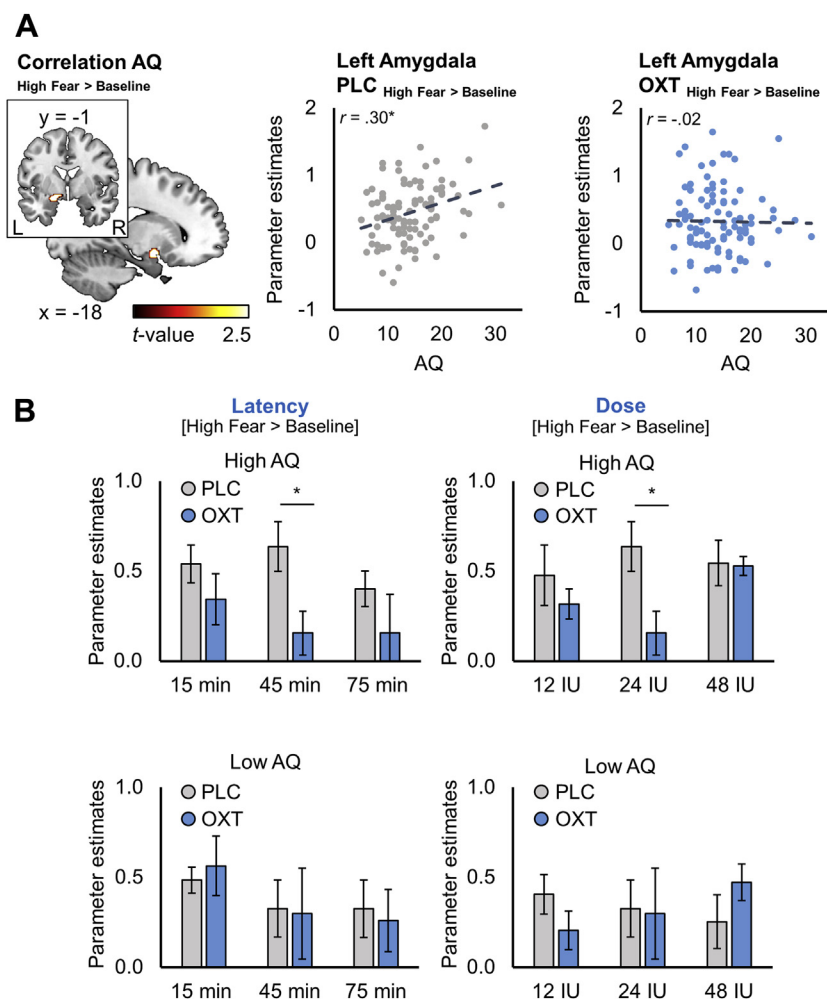 A
Correlation AQ
High Fear > Baseline
y = -1
L R
x = -18
t-value 2.5
Left Amygdala
PLC High Fear > Baseline
r = .30*
2
1
0
-1
Parameter estimates
0 10 20 30
AQ
Left Amygdala
OXT High Fear > Baseline
r = -.02
2
1
0
-1
Parameter estimates
0 10 20 30
AQ
B
Latency
[High Fear > Baseline]
High AQ
PLC
OXT
*
1.0
0.5
0.0
Parameter estimates
15 min 45 min 75 min
Dose
[High Fear > Baseline]
High AQ
PLC
OXT
*
1.0
0.5
0.0
Parameter estimates
12 IU 24 IU 48 IU
Low AQ
PLC
OXT
1.0
0.5
0.0
Parameter estimates
15 min 45 min 75 min
Low AQ
PLC
OXT
1.0
0.5
0.0
Parameter estimates
12 IU 24 IU 48 IU